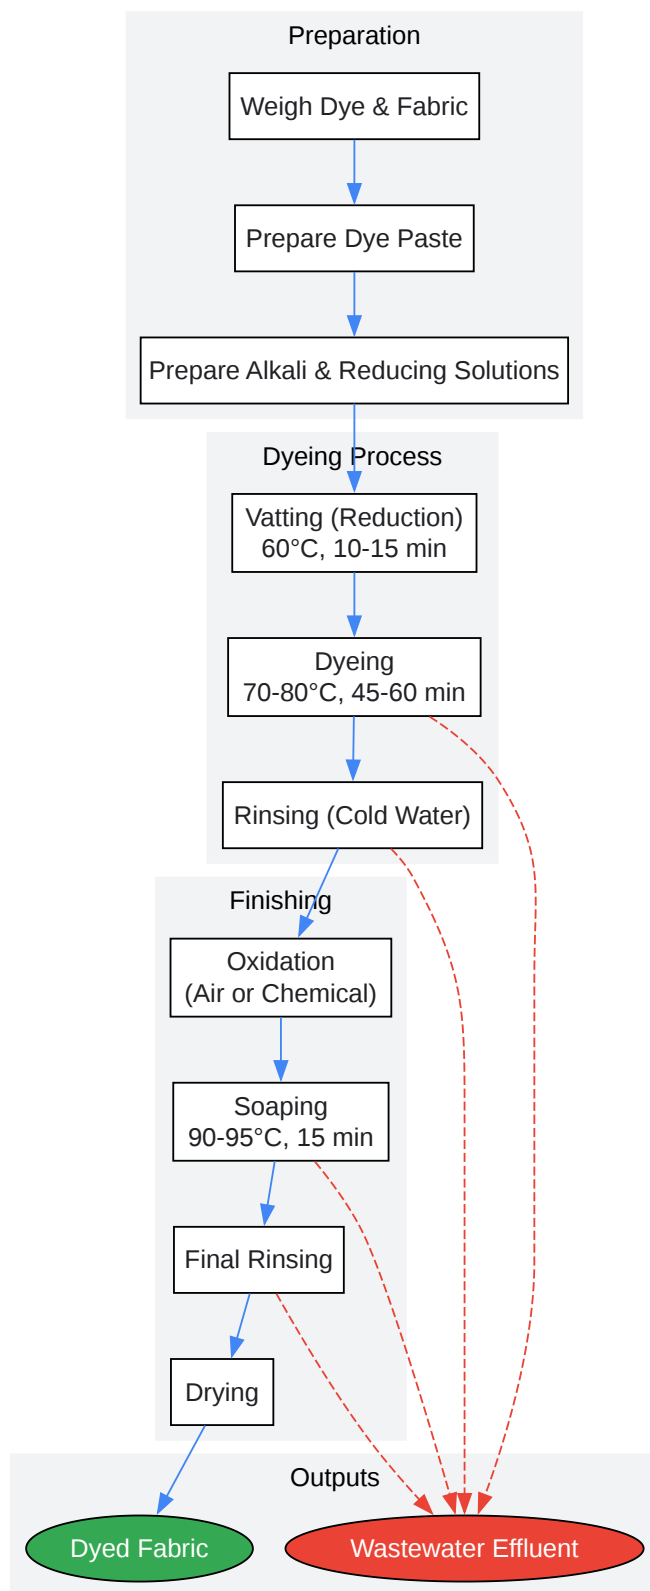 Preparation
Weigh Dye & Fabric
Prepare Dye Paste
Prepare Alkali & Reducing Solutions
Dyeing Process
Vatting (Reduction)
60°C, 10-15 min
Dyeing
70-80°C, 45-60 min
Rinsing (Cold Water)
Finishing
Oxidation
(Air or Chemical)
Soaping
90-95°C, 15 min
Final Rinsing
Drying
Outputs
Dyed Fabric
Wastewater Effluent